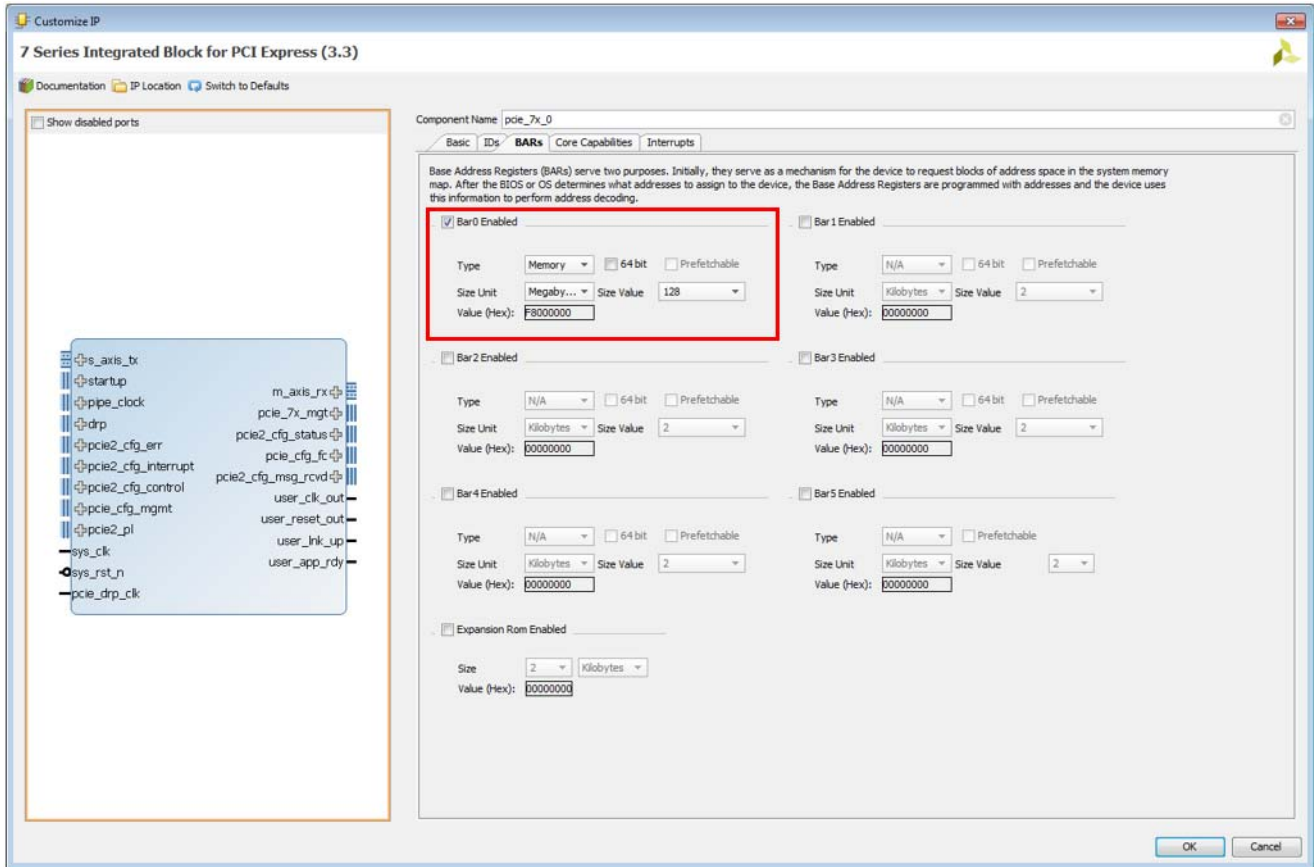 Customize IP
7 Series Integrated Block for PCI Express (3.3)
Documentation IP Location Switch to Defaults
Show disabled ports
s_axis_tx
startup
pipe_clock
drp
pcie2_cfg_err
pcie2_cfg_interrupt
pcie2_cfg_control
pcie_cfg_mgmt
pcie2_pl
sys_clk
sys_rst_n
pcie_drp_clk
m_axis_rx
pcie_7x_mgt
pcie2_cfg_status
pcie_cfg_fc
pcie2_cfg_msg_rcvd
user_clk_out
user_reset_out
user_lnk_up
user_app_rdy
Component Name pcie_7x_0
Basic IDs BARs Core Capabilities Interrupts
Base Address Registers (BARs) serve two purposes. Initially, they serve as a mechanism for the device to request blocks of address space in the system memory
map. After the BIOS or OS determines what addresses to assign to the device, the Base Address Registers are programmed with addresses and the device uses
this information to perform address decoding.
Bar0 Enabled
Type Memory 64 bit Prefetchable
Size Unit Megaby... Size Value 128
Value (Hex): F8000000
Bar1 Enabled
Type N/A 64 bit Prefetchable
Size Unit Kilobytes Size Value 2
Value (Hex): 00000000
Bar2 Enabled
Type N/A 64 bit Prefetchable
Size Unit Kilobytes Size Value 2
Value (Hex): 00000000
Bar3 Enabled
Type N/A 64 bit Prefetchable
Size Unit Kilobytes Size Value 2
Value (Hex): 00000000
Bar4 Enabled
Type N/A 64 bit Prefetchable
Size Unit Kilobytes Size Value 2
Value (Hex): 00000000
Bar5 Enabled
Type N/A Prefetchable
Size Unit Kilobytes Size Value 2
Value (Hex): 00000000
Expansion Rom Enabled
Size 2 Kilobytes
Value (Hex): 00000000
OK Cancel